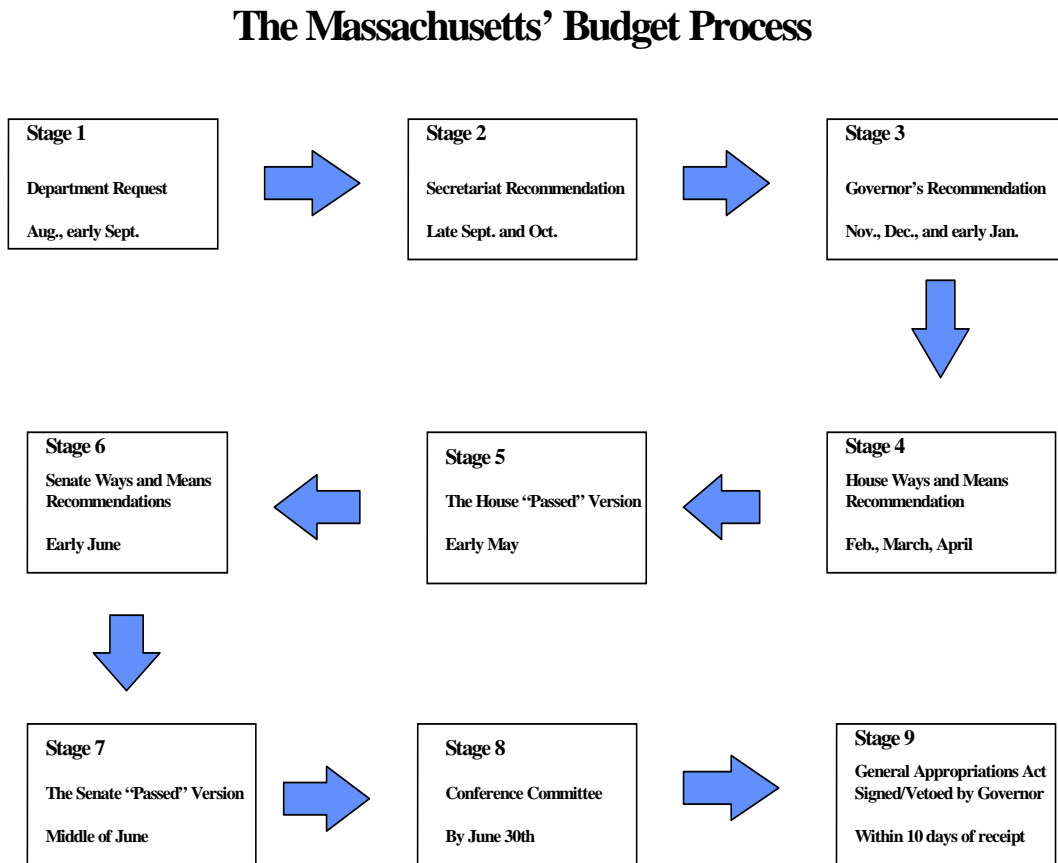 The Massachusetts’ Budget Process
Stage 1
Department Request
Aug., early Sept.
Stage 2
Secretariat Recommendation
Late Sept. and Oct.
Stage 3
Governor’s Recommendation
Nov., Dec., and early Jan.
Stage 4
House Ways and Means
Recommendation
Feb., March, April
Stage 5
The House “Passed” Version
Early May
Stage 6
Senate Ways and Means
Recommendations
Early June
Stage 7
The Senate “Passed” Version
Middle of June
Stage 8
Conference Committee
By June 30th
Stage 9
General Appropriations Act
Signed/Vetoed by Governor
Within 10 days of receipt